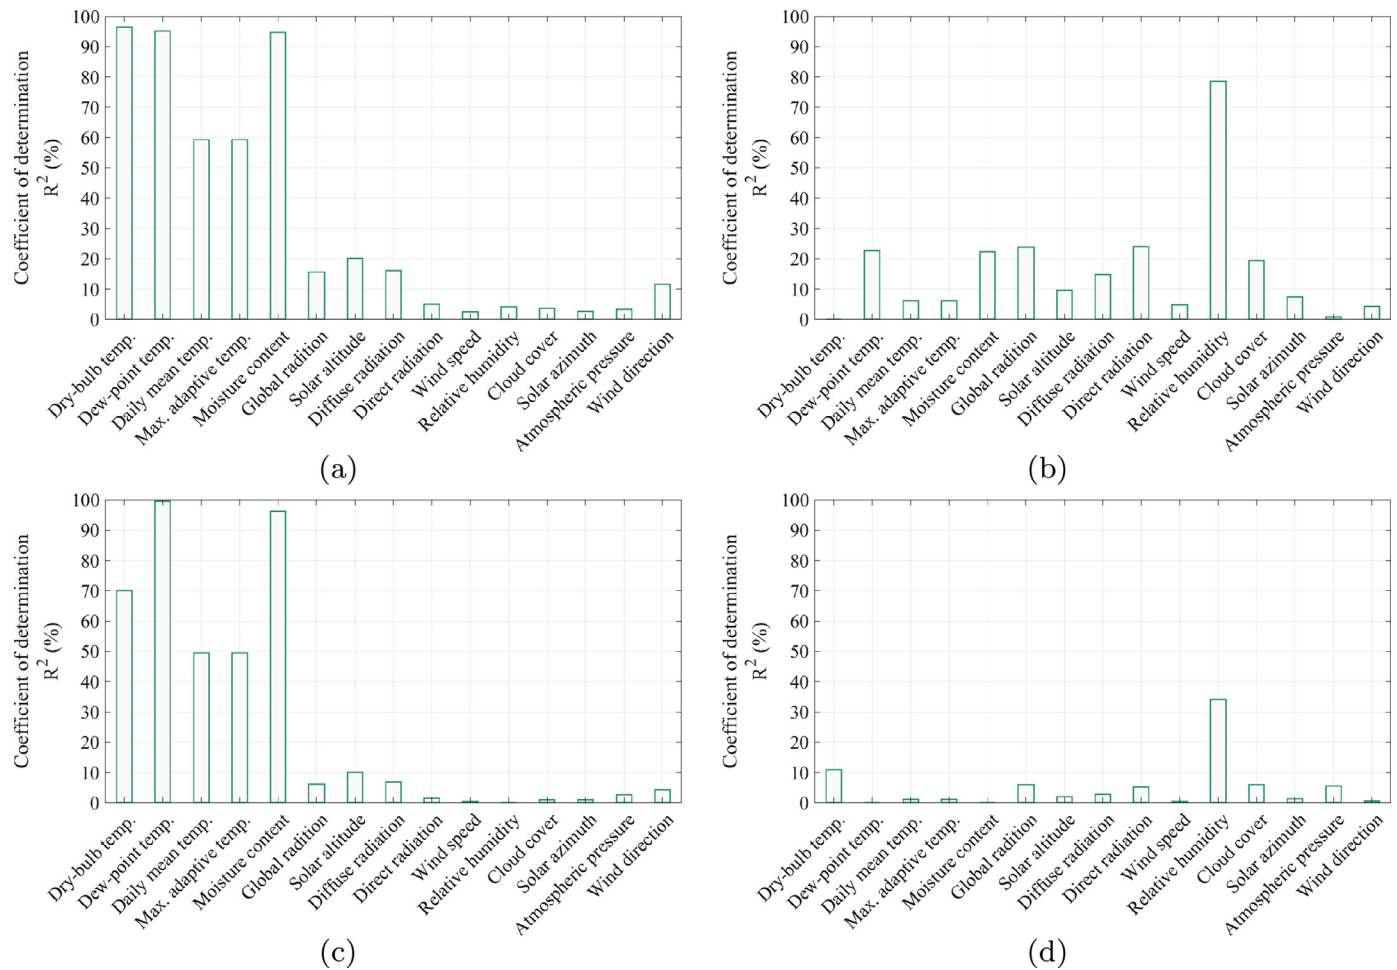 100
90
80
70
60
50
40
30
20
10
0
Coefficient of determination
R² (%)
Dry-bulb temp.
Dew-point temp.
Daily mean temp.
Max. adaptive temp.
Moisture content
Global radition
Solar altitude
Diffuse radiation
Direct radiation
Wind speed
Relative humidity
Cloud cover
Solar azimuth
Atmospheric pressure
Wind direction
(a)
100
90
80
70
60
50
40
30
20
10
0
Coefficient of determination
R² (%)
Dry-bulb temp.
Dew-point temp.
Daily mean temp.
Max. adaptive temp.
Moisture content
Global radition
Solar altitude
Diffuse radiation
Direct radiation
Wind speed
Relative humidity
Cloud cover
Solar azimuth
Atmospheric pressure
Wind direction
(b)
100
90
80
70
60
50
40
30
20
10
0
Coefficient of determination
R² (%)
Dry-bulb temp.
Dew-point temp.
Daily mean temp.
Max. adaptive temp.
Moisture content
Global radition
Solar altitude
Diffuse radiation
Direct radiation
Wind speed
Relative humidity
Cloud cover
Solar azimuth
Atmospheric pressure
Wind direction
(c)
100
90
80
70
60
50
40
30
20
10
0
Coefficient of determination
R² (%)
Dry-bulb temp.
Dew-point temp.
Daily mean temp.
Max. adaptive temp.
Moisture content
Global radition
Solar altitude
Diffuse radiation
Direct radiation
Wind speed
Relative humidity
Cloud cover
Solar azimuth
Atmospheric pressure
Wind direction
(d)